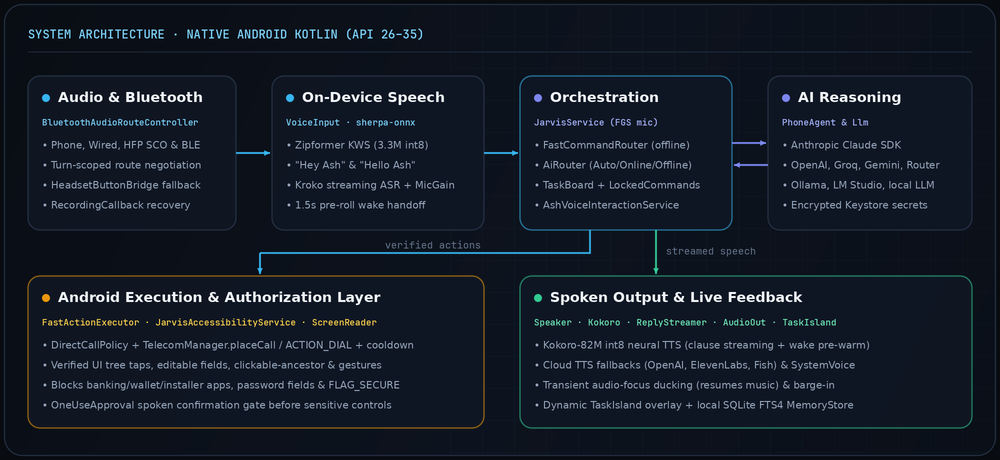 SYSTEM ARCHITECTURE · NATIVE ANDROID KOTLIN (API 26–35)
Audio & Bluetooth
BluetoothAudioRouteController
• Phone, Wired, HFP SCO & BLE
• Turn-scoped route negotiation
• HeadsetButtonBridge fallback
• RecordingCallback recovery
On-Device Speech
VoiceInput · sherpa-onnx
• Zipformer KWS (3.3M int8)
• "Hey Ash" & "Hello Ash"
• Kroko streaming ASR + MicGain
• 1.5s pre-roll wake handoff
Orchestration
JarvisService (FGS mic)
• FastCommandRouter (offline)
• AiRouter (Auto/Online/Offline)
• TaskBoard + LockedCommands
• AshVoiceInteractionService
AI Reasoning
PhoneAgent & Llm
• Anthropic Claude SDK
• OpenAI, Groq, Gemini, Router
• Ollama, LM Studio, local LLM
• Encrypted Keystore secrets
verified actions
streamed speech
Android Execution & Authorization Layer
FastActionExecutor · JarvisAccessibilityService · ScreenReader
• DirectCallPolicy + TelecomManager.placeCall / ACTION_DIAL + cooldown
• Verified UI tree taps, editable fields, clickable-ancestor & gestures
• Blocks banking/wallet/installer apps, password fields & FLAG_SECURE
• OneUseApproval spoken confirmation gate before sensitive controls
Spoken Output & Live Feedback
Speaker · Kokoro · ReplyStreamer · AudioOut · TaskIsland
• Kokoro-82M int8 neural TTS (clause streaming + wake pre-warm)
• Cloud TTS fallbacks (OpenAI, ElevenLabs, Fish) & SystemVoice
• Transient audio-focus ducking (resumes music) & barge-in
• Dynamic TaskIsland overlay + local SQLite FTS4 MemoryStore